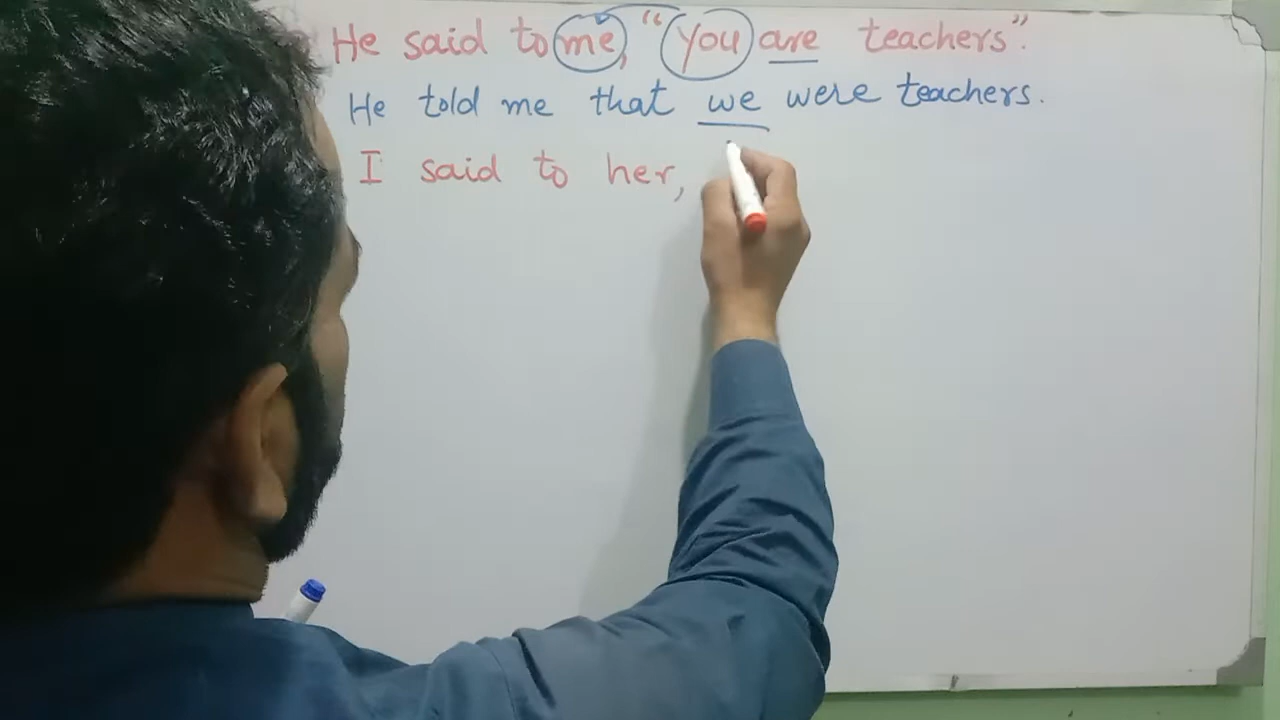 He said to me, “you are teachers”.
He told me that we were teachers.
I said to her,